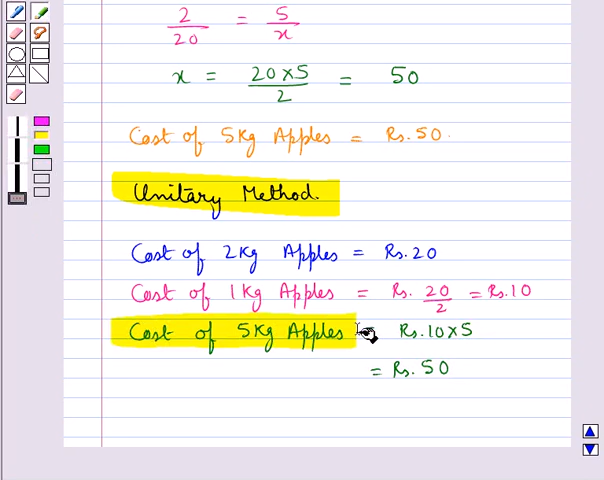 2/20 = 5/x
x = 20×5/2 = 50
Cost of 5Kg Apples = Rs.50.
Unitary Method.
Cost of 2Kg Apples = Rs.20
Cost of 1Kg Apples = Rs. 20/2 = Rs.10
Cost of 5Kg Apples = Rs.10×5
= Rs.50